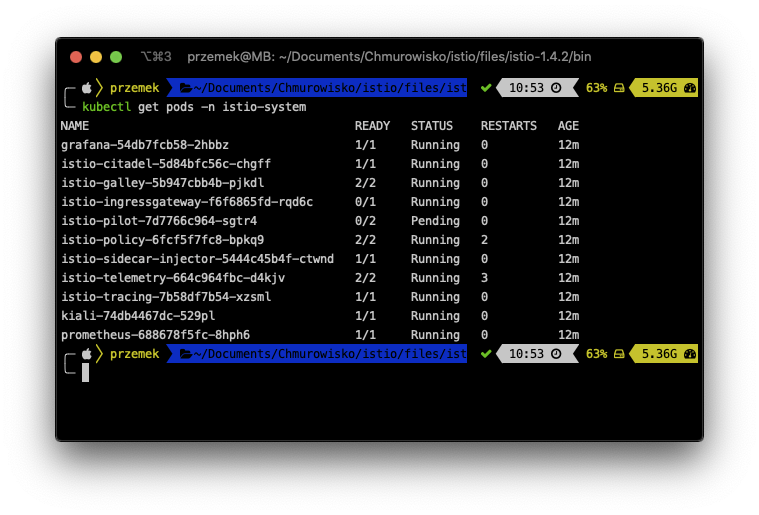 ⌥⌘3 przemek@MB: ~/Documents/Chmurowisko/istio/files/istio-1.4.2/bin
przemek ~/Documents/Chmurowisko/istio/files/ist ✔ 10:53 63% 5.36G
kubectl get pods -n istio-system
NAME READY STATUS RESTARTS AGE
grafana-54db7fcb58-2hbbz 1/1 Running 0 12m
istio-citadel-5d84bfc56c-chgff 1/1 Running 0 12m
istio-galley-5b947cbb4b-pjkdl 2/2 Running 0 12m
istio-ingressgateway-f6f6865fd-rqd6c 0/1 Running 0 12m
istio-pilot-7d7766c964-sgtr4 0/2 Pending 0 12m
istio-policy-6fcf5f7fc8-bpkq9 2/2 Running 2 12m
istio-sidecar-injector-5444c45b4f-ctwnd 1/1 Running 0 12m
istio-telemetry-664c964fbc-d4kjv 2/2 Running 3 12m
istio-tracing-7b58df7b54-xzsml 1/1 Running 0 12m
kiali-74db4467dc-529pl 1/1 Running 0 12m
prometheus-688678f5fc-8hph6 1/1 Running 0 12m
przemek ~/Documents/Chmurowisko/istio/files/ist ✔ 10:53 63% 5.36G